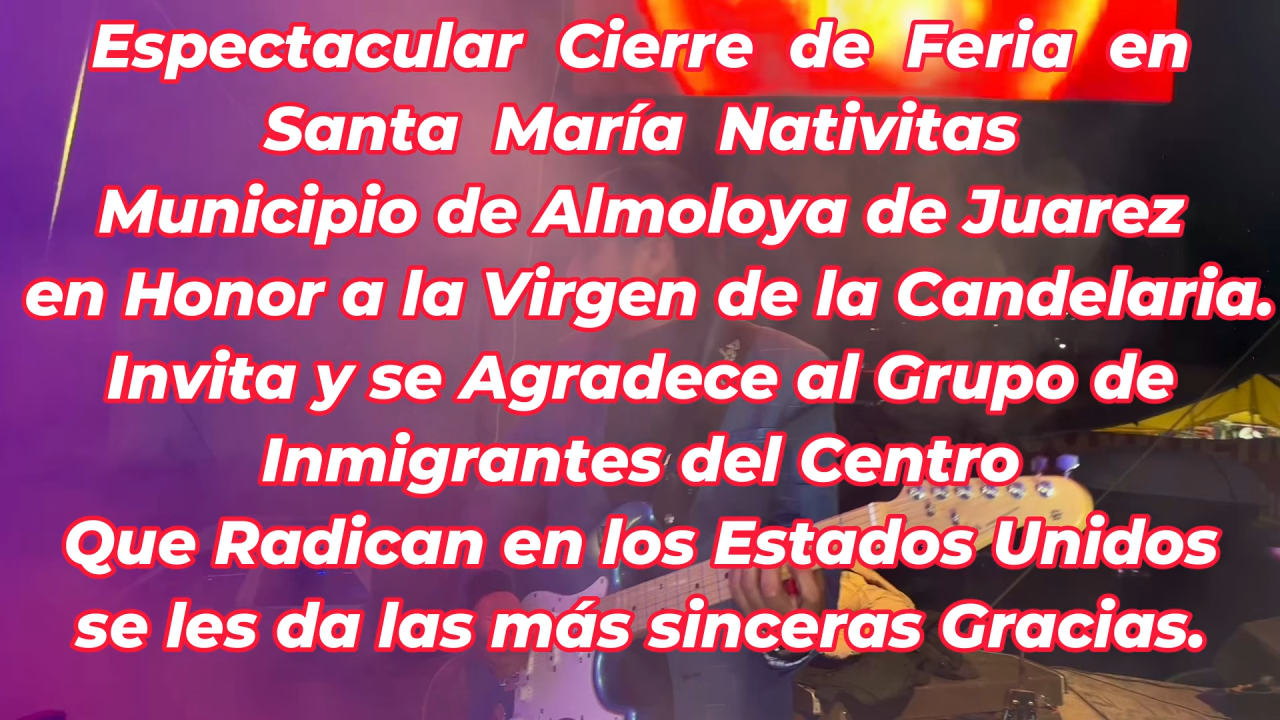 Espectacular Cierre de Feria en
Santa María Nativitas
Municipio de Almoloya de Juarez
en Honor a la Virgen de la Candelaria.
Invita y se Agradece al Grupo de
Inmigrantes del Centro
Que Radican en los Estados Unidos
se les da las más sinceras Gracias.